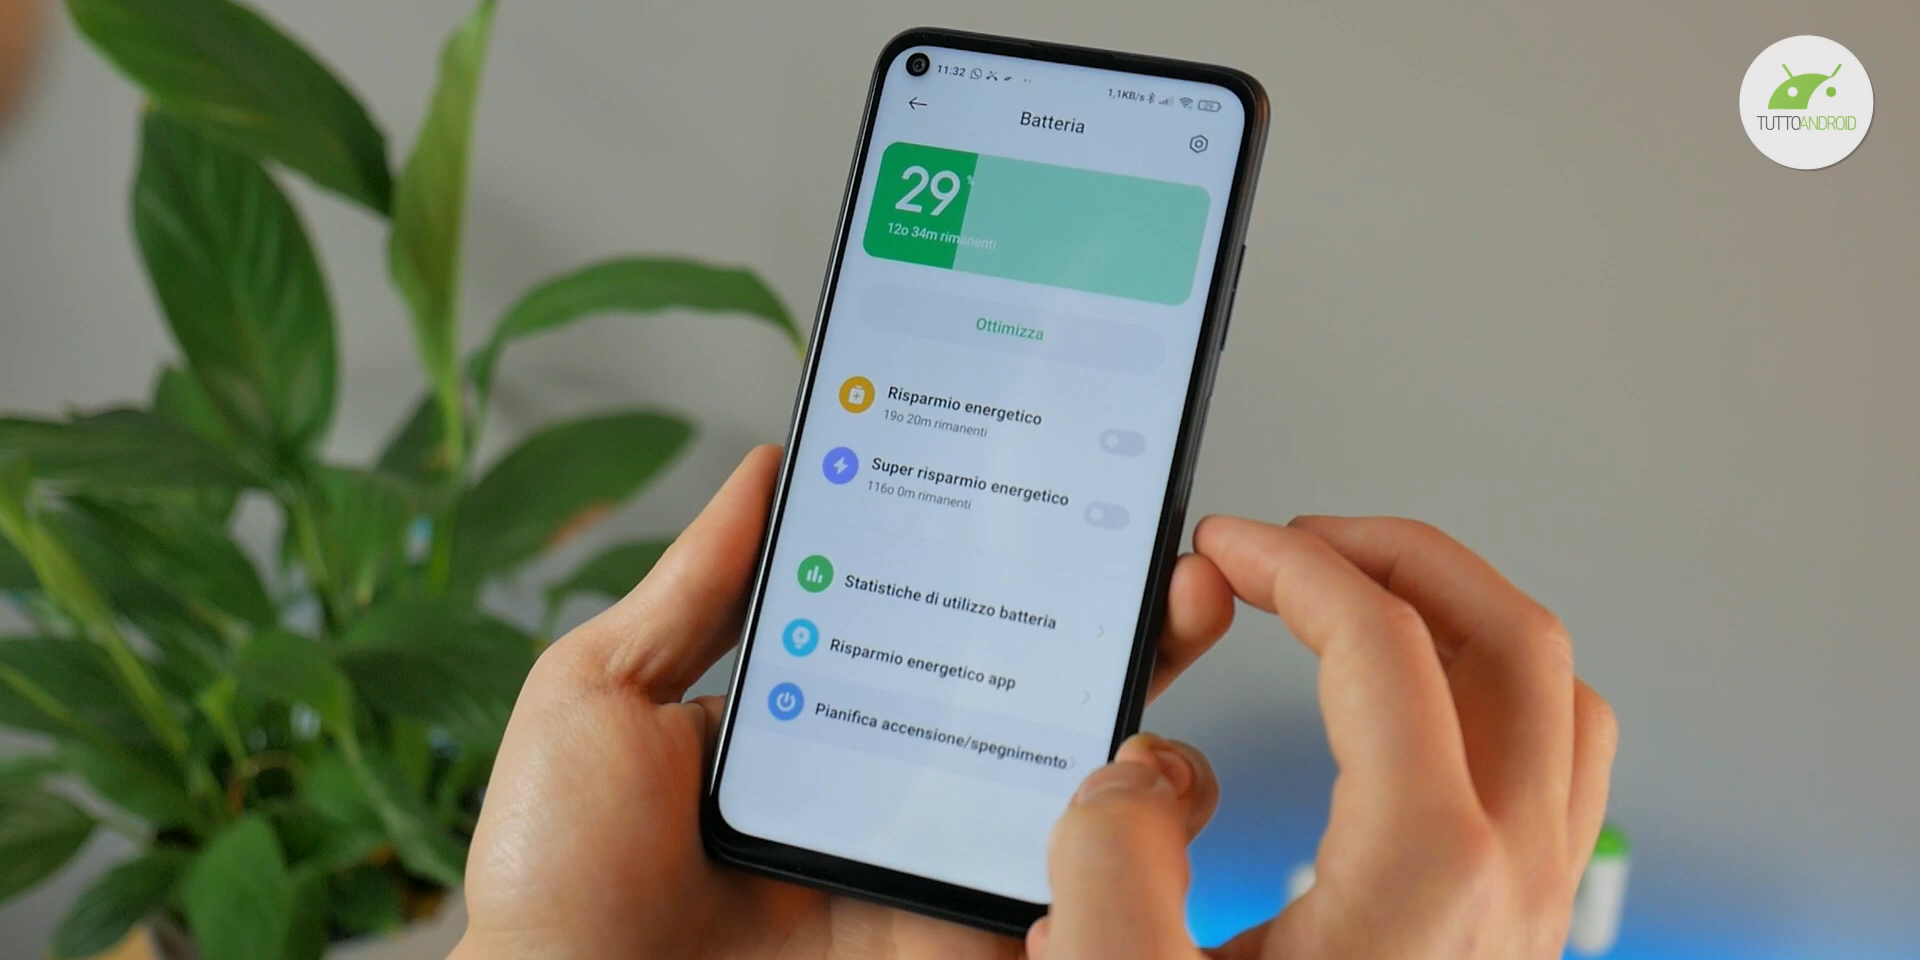 11:32
1,1KB/s
29
Batteria
29%
12o 34m rimanenti
Ottimizza
Risparmio energetico
19o 20m rimanenti
Super risparmio energetico
116o 0m rimanenti
Statistiche di utilizzo batteria
Risparmio energetico app
Pianifica accensione/spegnimento
TUTTOANDROID